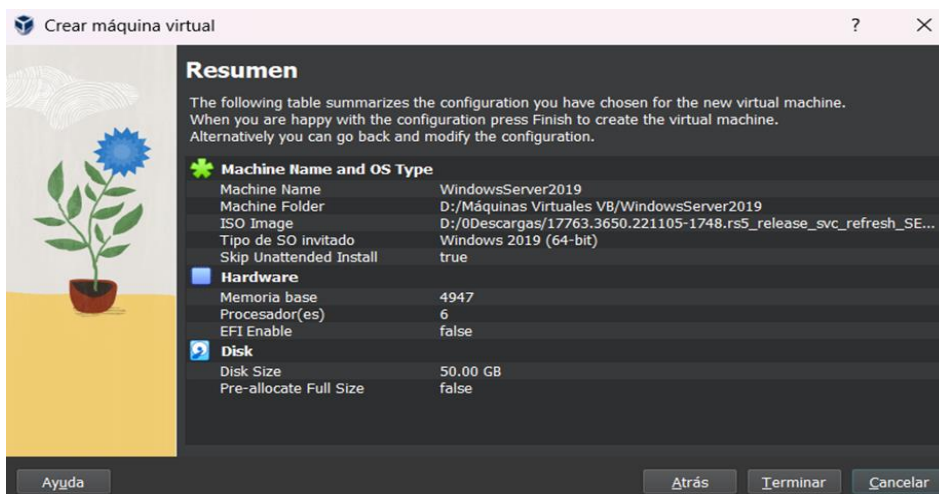 Crear máquina virtual
Resumen
The following table summarizes the configuration you have chosen for the new virtual machine.
When you are happy with the configuration press Finish to create the virtual machine.
Alternatively you can go back and modify the configuration.
Machine Name and OS Type
Machine Name WindowsServer2019
Machine Folder D:/Máquinas Virtuales VB/WindowsServer2019
ISO Image D:/0Descargas/17763.3650.221105-1748.rs5_release_svc_refresh_SE...
Tipo de SO invitado Windows 2019 (64-bit)
Skip Unattended Install true
Hardware
Memoria base 4947
Procesador(es) 6
EFI Enable false
Disk
Disk Size 50.00 GB
Pre-allocate Full Size false
Ayuda Atrás Terminar Cancelar